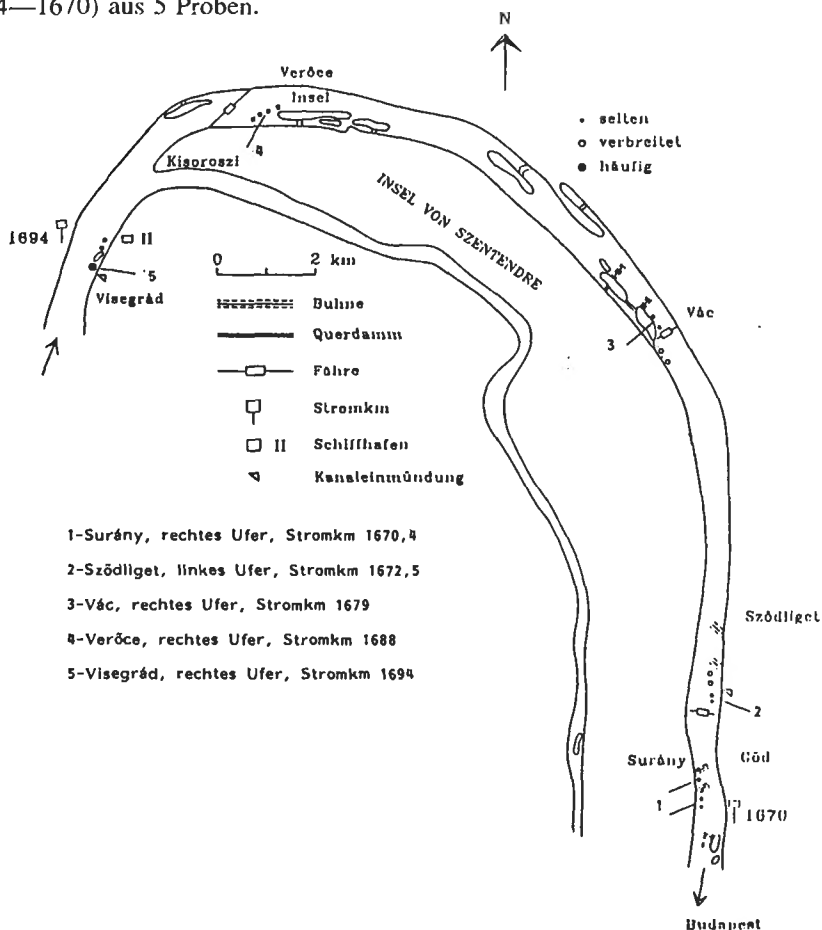 4—1670) aus 5 Proben.
N
Verőce
Insel
• selten
o verbreitet
● häufig
4
Kisoroszi
INSEL VON SZENTENDRE
1694
II
5
Visegrád
0 2 km
Buhne
Querdamm
Fähre
Stromkm
II Schiffhafen
Kanaleinmündung
Vác
3
1-Surány, rechtes Ufer, Stromkm 1670,4
2-Sződliget, linkes Ufer, Stromkm 1672,5
3-Vác, rechtes Ufer, Stromkm 1679
4-Verőce, rechtes Ufer, Stromkm 1688
5-Visegrád, rechtes Ufer, Stromkm 1694
Sződliget
2
Surány
Göd
1
1670
Budapest